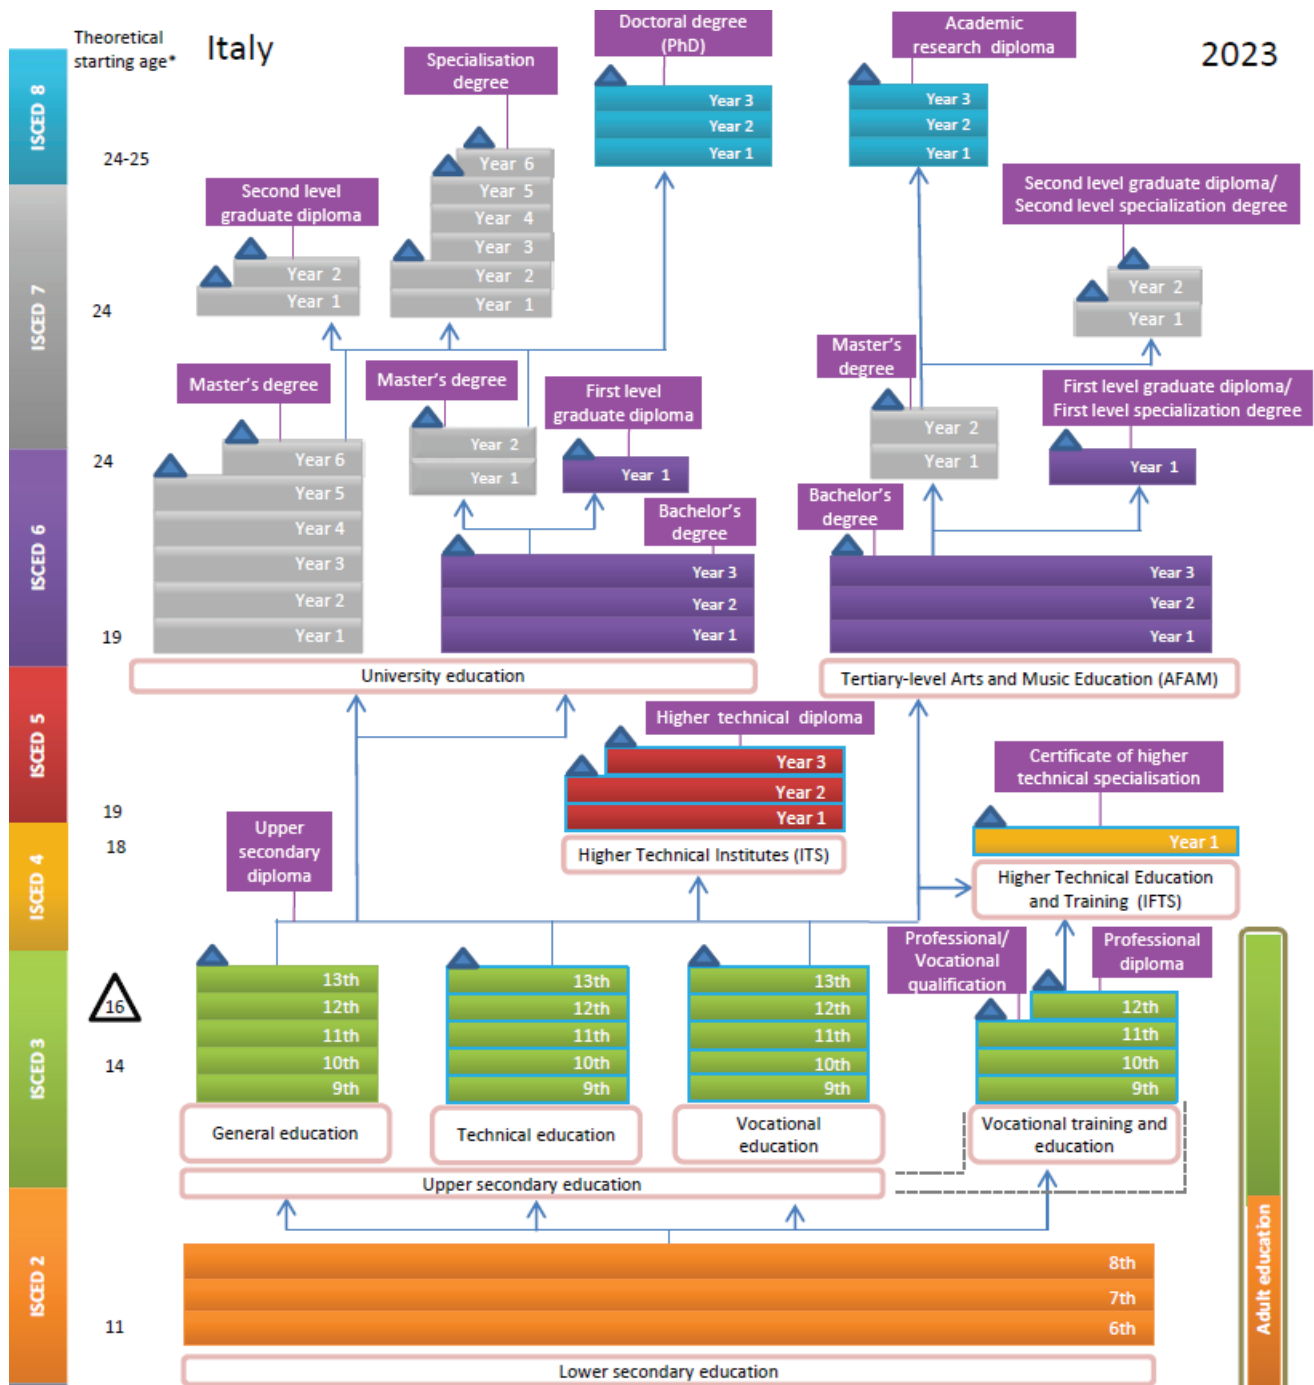 Theoretical
starting age*
Italy
2023
Doctoral degree
(PhD)
Academic
research diploma
Specialisation
degree
ISCED 8
24-25
Year 3
Year 2
Year 1
Year 3
Year 2
Year 1
Second level
graduate diploma
Year 6
Year 5
Year 4
Year 3
Year 2
Year 1
Second level graduate diploma/
Second level specialization degree
Year 2
Year 1
Year 2
Year 1
ISCED 7
24
Master's degree
Master's degree
First level
graduate diploma
Master's
degree
First level graduate diploma/
First level specialization degree
Year 2
Year 1
Year 1
Year 2
Year 1
Year 1
24
ISCED 6
Year 6
Year 5
Year 4
Year 3
Year 2
Year 1
Bachelor's
degree
Year 3
Year 2
Year 1
Bachelor's
degree
Year 3
Year 2
Year 1
19
University education
Tertiary-level Arts and Music Education (AFAM)
ISCED 5
Higher technical diploma
Year 3
Year 2
Year 1
Certificate of higher
technical specialisation
19
18
ISCED 4
Upper
secondary
diploma
Higher Technical Institutes (ITS)
Year 1
Higher Technical Education
and Training (IFTS)
ISCED 3
16
14
13th
12th
11th
10th
9th
13th
12th
11th
10th
9th
13th
12th
11th
10th
9th
Professional/
Vocational
qualification
Professional
diploma
12th
11th
10th
9th
General education
Technical education
Vocational
education
Vocational training and
education
Upper secondary education
ISCED 2
11
8th
7th
6th
Lower secondary education
Adult education